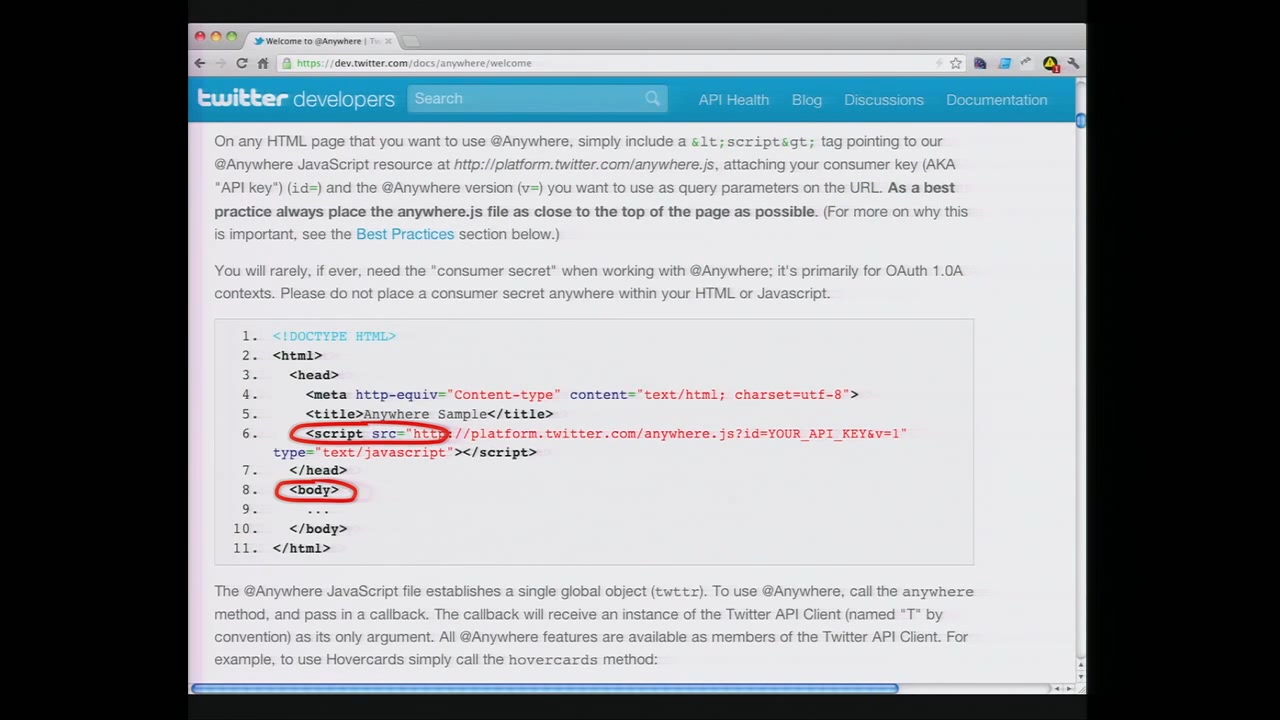 Welcome to @Anywhere | Tw
https://dev.twitter.com/docs/anywhere/welcome
twitter developers Search API Health Blog Discussions Documentation
On any HTML page that you want to use @Anywhere, simply include a &lt;script&gt; tag pointing to our
@Anywhere JavaScript resource at http://platform.twitter.com/anywhere.js, attaching your consumer key (AKA
"API key") (id=) and the @Anywhere version (v=) you want to use as query parameters on the URL. As a best
practice always place the anywhere.js file as close to the top of the page as possible. (For more on why this
is important, see the Best Practices section below.)
You will rarely, if ever, need the "consumer secret" when working with @Anywhere; it's primarily for OAuth 1.0A
contexts. Please do not place a consumer secret anywhere within your HTML or Javascript.
1. <!DOCTYPE HTML>
2. <html>
3. <head>
4. <meta http-equiv="Content-type" content="text/html; charset=utf-8">
5. <title>Anywhere Sample</title>
6. <script src="http://platform.twitter.com/anywhere.js?id=YOUR_API_KEY&v=1"
type="text/javascript"></script>
7. </head>
8. <body>
9. ...
10. </body>
11. </html>
The @Anywhere JavaScript file establishes a single global object (twttr). To use @Anywhere, call the anywhere
method, and pass in a callback. The callback will receive an instance of the Twitter API Client (named "T" by
convention) as its only argument. All @Anywhere features are available as members of the Twitter API Client. For
example, to use Hovercards simply call the hovercards method: